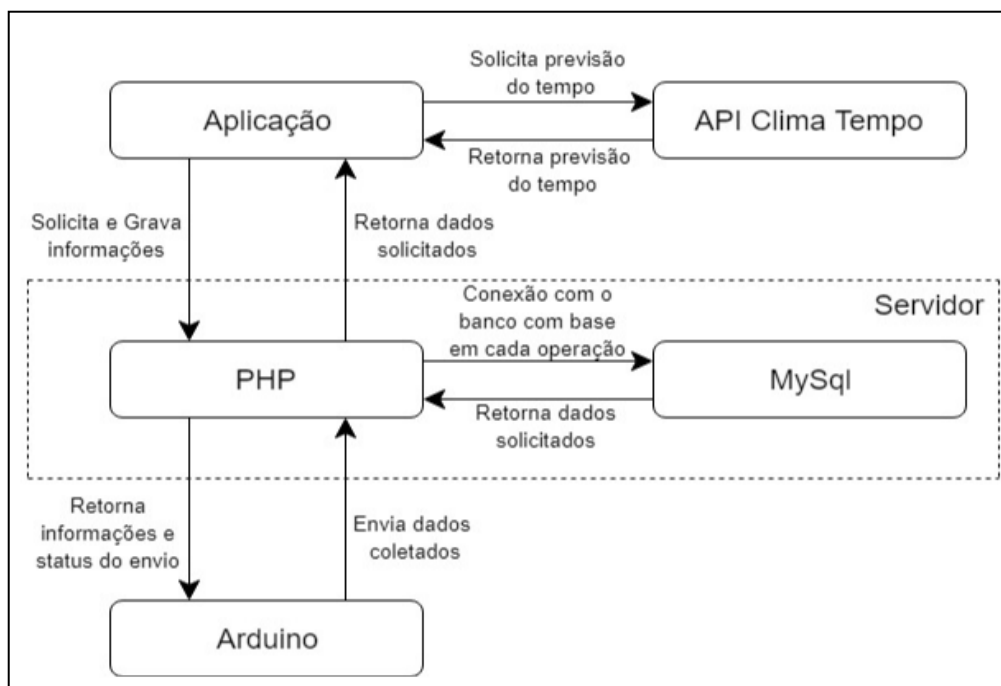 Solicita previsão
do tempo
Aplicação
API Clima Tempo
Retorna previsão
do tempo
Solicita e Grava
informações
Retorna dados
solicitados
Servidor
Conexão com o
banco com base
em cada operação
PHP
MySql
Retorna dados
solicitados
Retorna
informações e
status do envio
Envia dados
coletados
Arduino